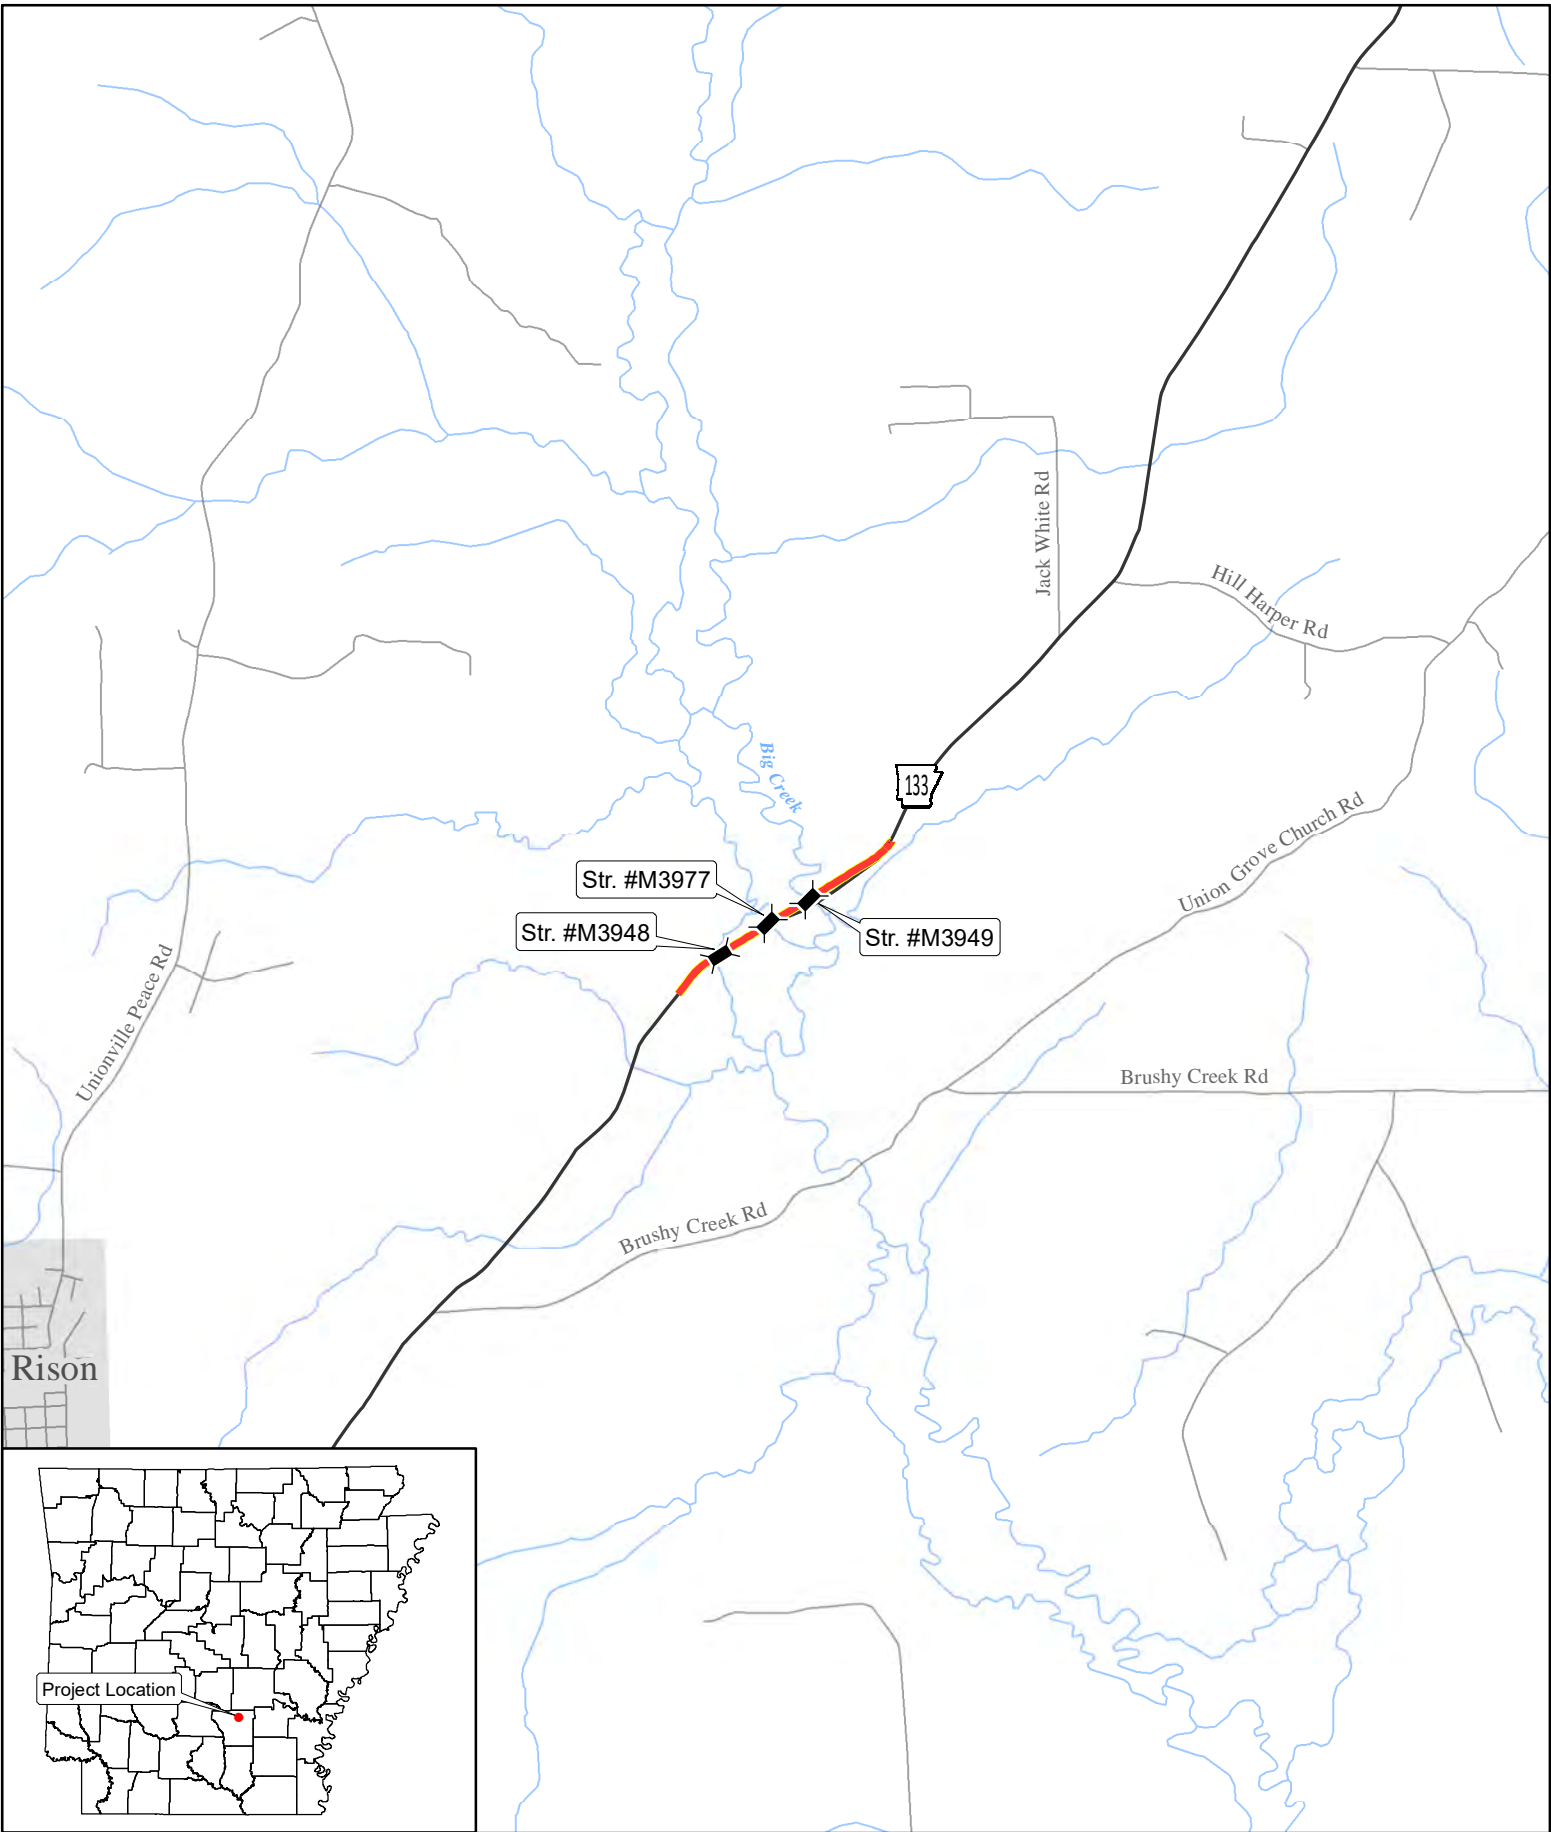 Jack White Rd
Hill Harper Rd
Big Creek
133
Union Grove Church Rd
Str. #M3977
Str. #M3948
Str. #M3949
Unionville Peace Rd
Brushy Creek Rd
Brushy Creek Rd
Rison
Project Location